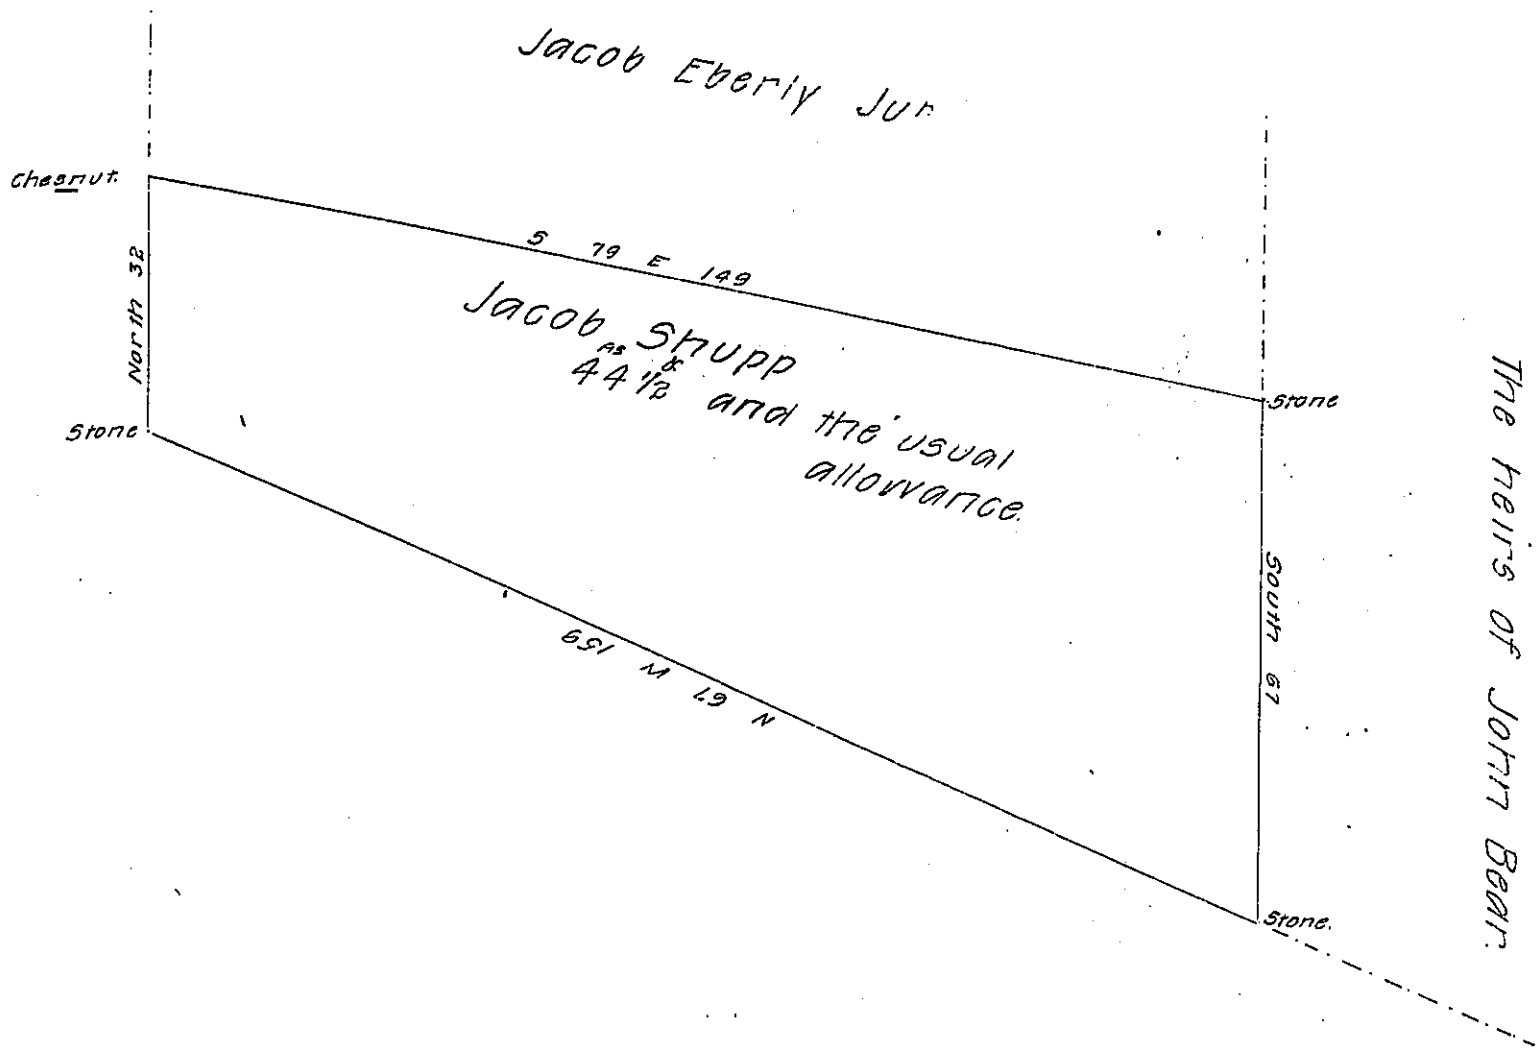 Jacob Eberly Jur.
Chesnut.
North 32
S 79 E 149
Jacob Shupp
As &
44 1/2 and the usual
allowance.
Stone
Stone
South 61
N 67 W 159
Stone.
The heirs of John Bear.